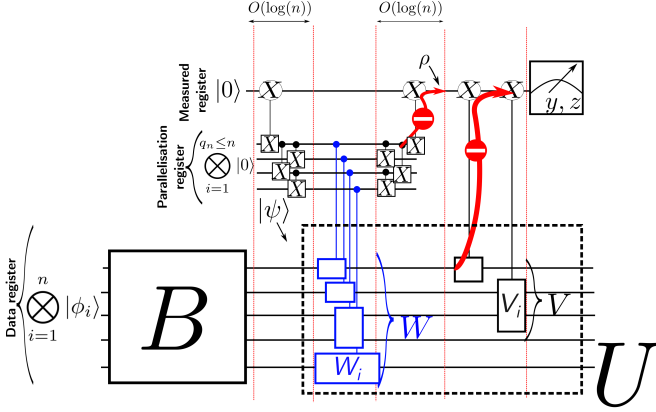 O(log(n)) O(log(n))
Measured register
|0⟩ X X ρ X X y, z
Parallelisation register
q_n≤n
⊗ |0⟩
i=1
X X
X X
X X
X X
|ψ⟩
Data register
n
⊗ |ϕ_i⟩
i=1
B
W_i
W
V_i
V
U